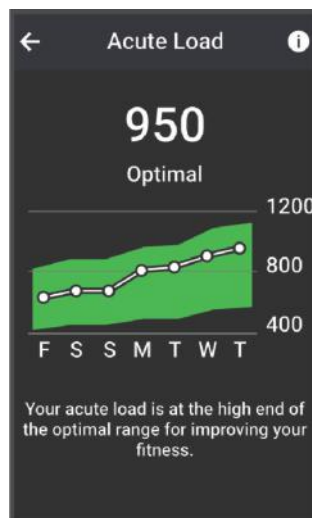 Acute Load
950
Optimal
1200
800
400
F S S M T W T
Your acute load is at the high end of
the optimal range for improving your
fitness.